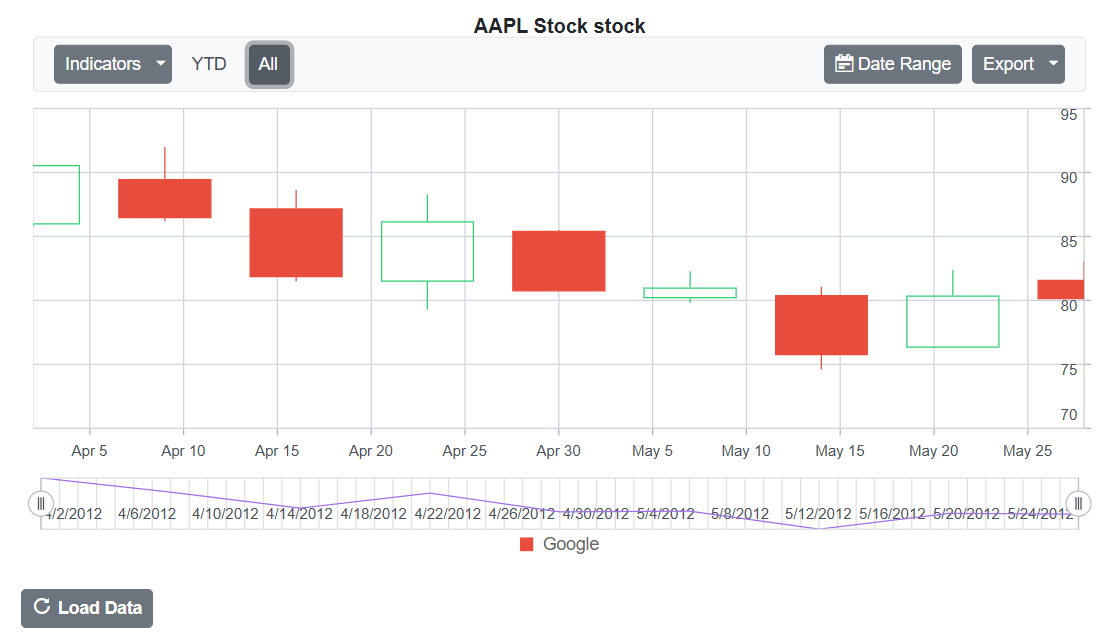 AAPL Stock stock
Indicators YTD All Date Range Export
95
90
85
80
75
70
Apr 5 Apr 10 Apr 15 Apr 20 Apr 25 Apr 30 May 5 May 10 May 15 May 20 May 25
4/2/2012 4/6/2012 4/10/2012 4/14/2012 4/18/2012 4/22/2012 4/26/2012 4/30/2012 5/4/2012 5/8/2012 5/12/2012 5/16/2012 5/20/2012 5/24/2012
Google
Load Data